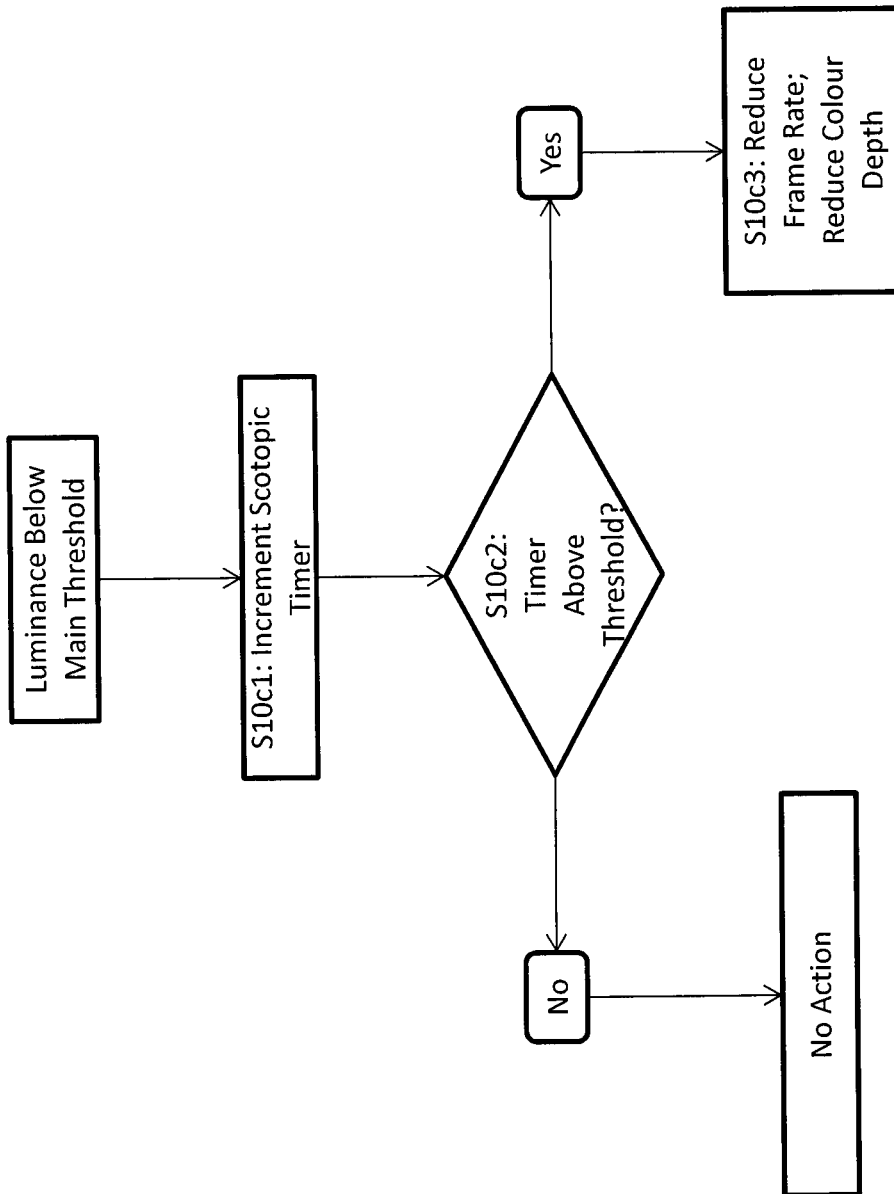 Luminance Below
Main Threshold
S10c1: Increment Scotopic
Timer
S10c2:
Timer
Above
Threshold?
No
Yes
No Action
S10c3: Reduce
Frame Rate;
Reduce Colour
Depth